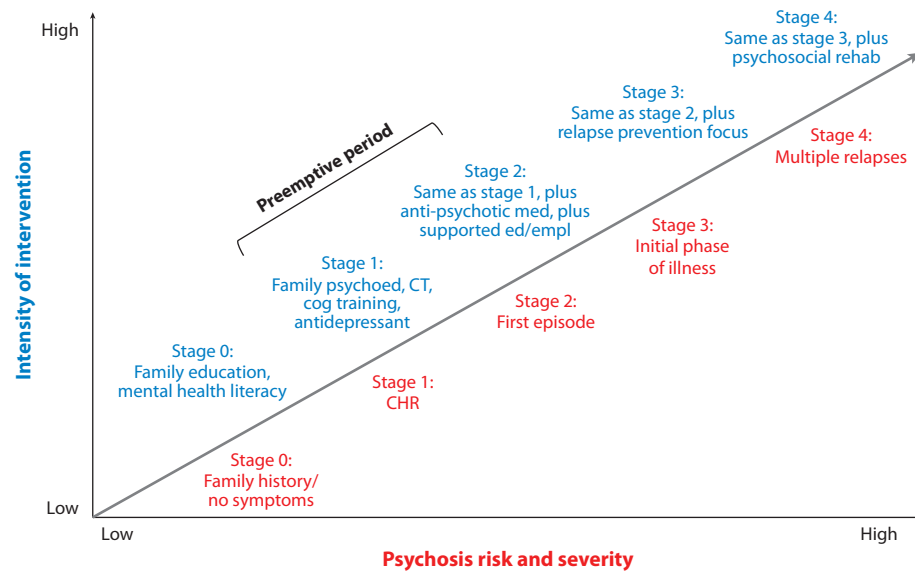 High
Stage 4:
Same as stage 3, plus
psychosocial rehab
Stage 3:
Same as stage 2, plus
relapse prevention focus
Stage 4:
Multiple relapses
Preemptive period
Stage 2:
Same as stage 1, plus
anti-psychotic med, plus
supported ed/empl
Stage 3:
Initial phase
of illness
Stage 1:
Family psychoed, CT,
cog training,
antidepressant
Stage 2:
First episode
Intensity of intervention
Stage 0:
Family education,
mental health literacy
Stage 1:
CHR
Stage 0:
Family history/
no symptoms
Low
Low
High
Psychosis risk and severity